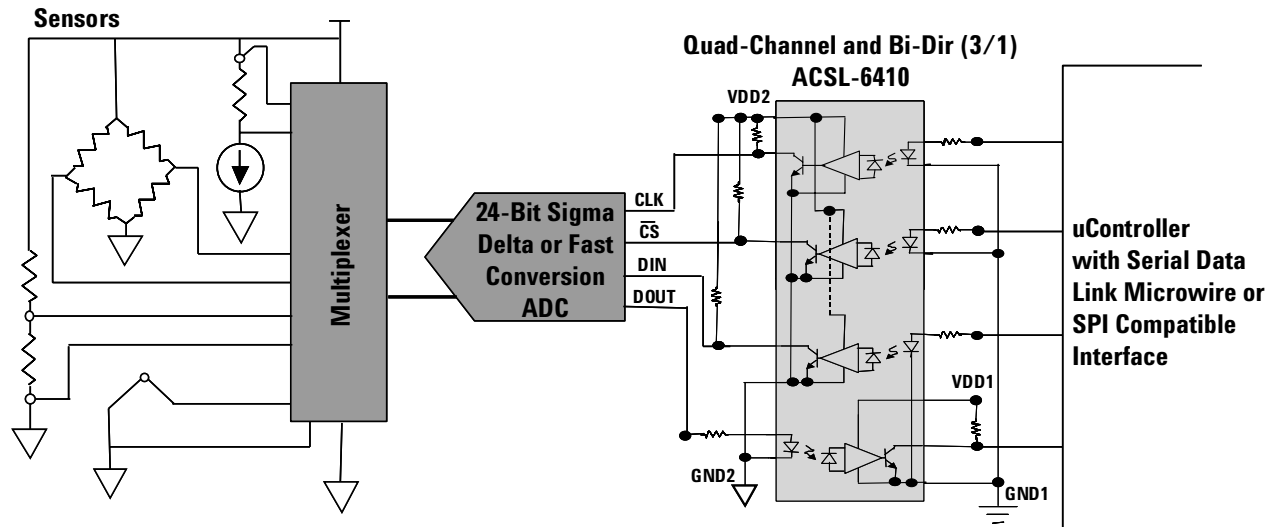 Sensors
Quad-Channel and Bi-Dir (3/1)
ACSL-6410
VDD2
Multiplexer
24-Bit Sigma
Delta or Fast
Conversion
ADC
CLK
CS
DIN
DOUT
uController
with Serial Data
Link Microwire or
SPI Compatible
Interface
VDD1
GND2
GND1